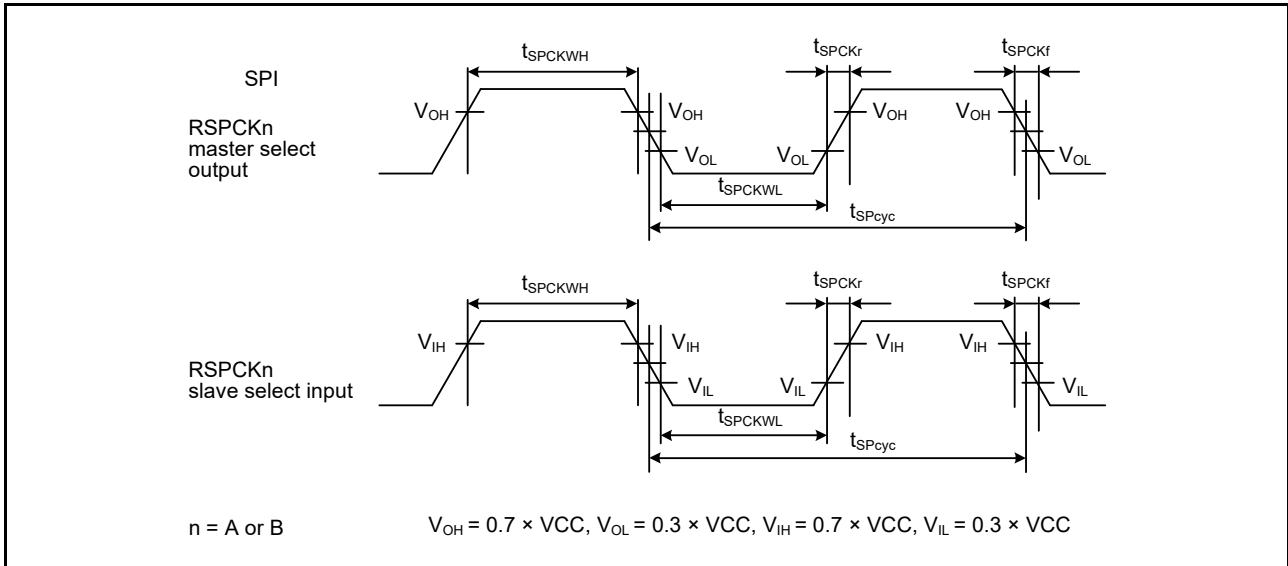 SPI
RSPCKn
master select
output
tSPCKWH
tSPCKr
tSPCKf
VOH
VOH
VOL
VOL
VOH
VOH
VOL
tSPCKWL
tSPcyc
RSPCKn
slave select input
tSPCKWH
tSPCKr
tSPCKf
VIH
VIH
VIL
VIL
VIH
VIH
VIL
tSPCKWL
tSPcyc
n = A or B
VOH = 0.7 × VCC, VOL = 0.3 × VCC, VIH = 0.7 × VCC, VIL = 0.3 × VCC